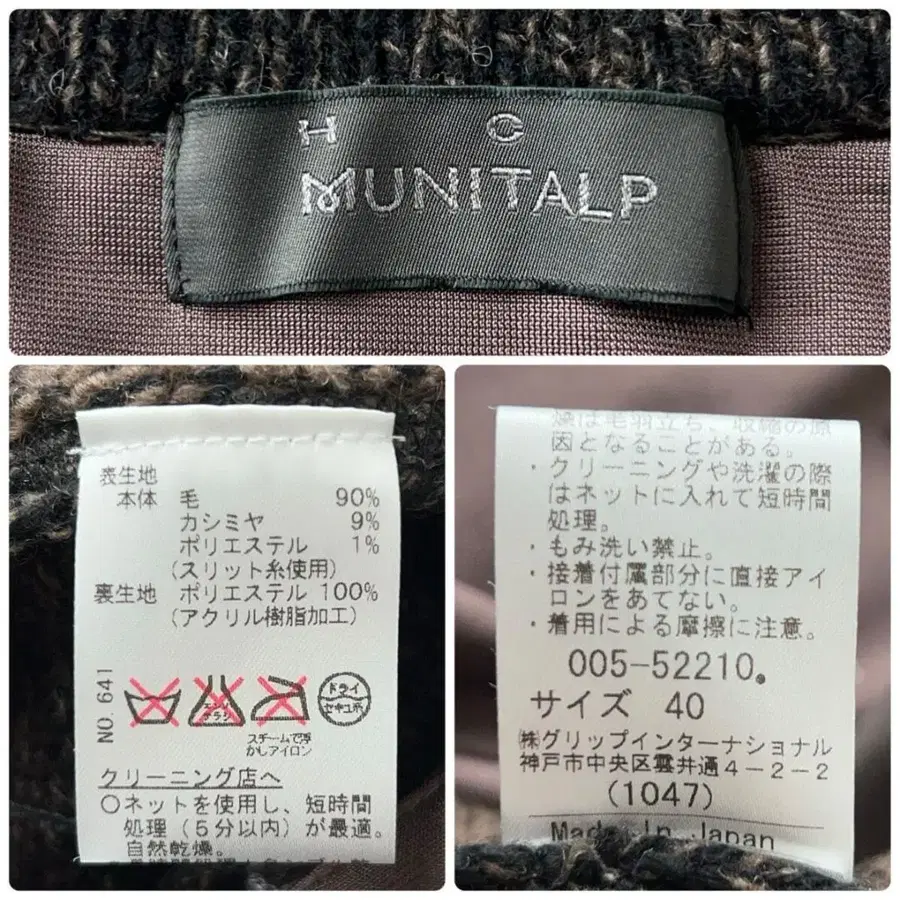 H C
MUNITALP
表生地
本体 毛 90%
カシミヤ 9%
ポリエステル 1%
(スリット糸使用)
裏生地 ポリエステル 100%
(アクリル樹脂加工)
NO. 641
エンソ
サラシ
ドライ
セキユ系
スチームで浮
かしアイロン
クリーニング店へ
○ネットを使用し、短時間
処理(5分以内)が最適。
自然乾燥。
燥は毛羽立ち、収縮の原
因となることがある。
・クリーニングや洗濯の際
はネットに入れて短時間
処理。
・もみ洗い禁止。
・接着付属部分に直接アイ
ロンをあてない。
・着用による摩擦に注意。
005-52210。
サイズ 40
㈱グリップインターナショナル
神戸市中央区雲井通4-2-2
(1047)
Made In Japan